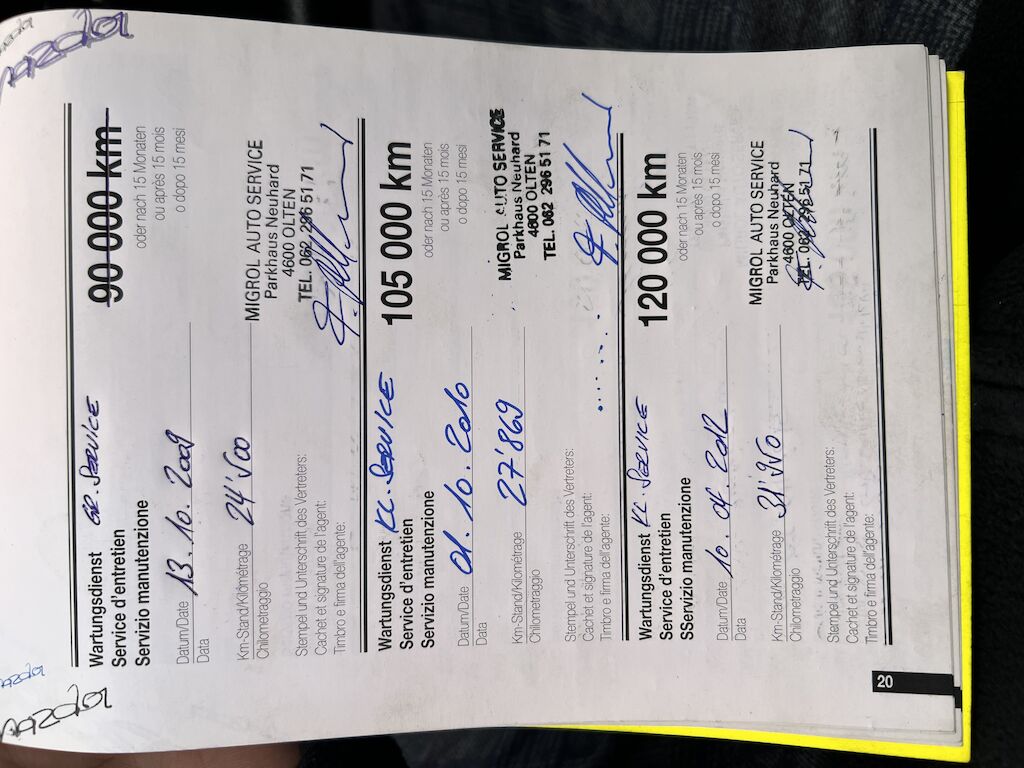 mazda
mazda
Wartungsdienst GR. SERVICE
Service d'entretien
Servizio manutenzione
90 000 km
oder nach 15 Monaten
ou après 15 mois
o dopo 15 mesi
Datum/Date 13. 10. 2009
Data
Km-Stand/Kilométrage 24'500
Chilometraggio
MIGROL AUTO SERVICE
Parkhaus Neuhard
4600 OLTEN
TEL. 062 296 51 71
Stempel und Unterschrift des Vertreters:
Cachet et signature de l'agent:
Timbro e firma dell'agente:
Wartungsdienst KL. SERVICE
Service d'entretien
Servizio manutenzione
105 000 km
oder nach 15 Monaten
ou après 15 mois
o dopo 15 mesi
Datum/Date 01. 10. 2010
Data
Km-Stand/Kilométrage 27'869
Chilometraggio
MIGROL AUTO SERVICE
Parkhaus Neuhard
4600 OLTEN
TEL. 062 296 51 71
Stempel und Unterschrift des Vertreters:
Cachet et signature de l'agent:
Timbro e firma dell'agente:
Wartungsdienst KL. SERVICE
Service d'entretien
SServizio manutenzione
120 000 km
oder nach 15 Monaten
ou après 15 mois
o dopo 15 mesi
Datum/Date 10. 02. 2012
Data
Km-Stand/Kilométrage
Chilometraggio
MIGROL AUTO SERVICE
Parkhaus Neuhard
4600 OLTEN
TEL. 062 296 51 71
Stempel und Unterschrift des Vertreters:
Cachet et signature de l'agent:
Timbro e firma dell'agente:
20